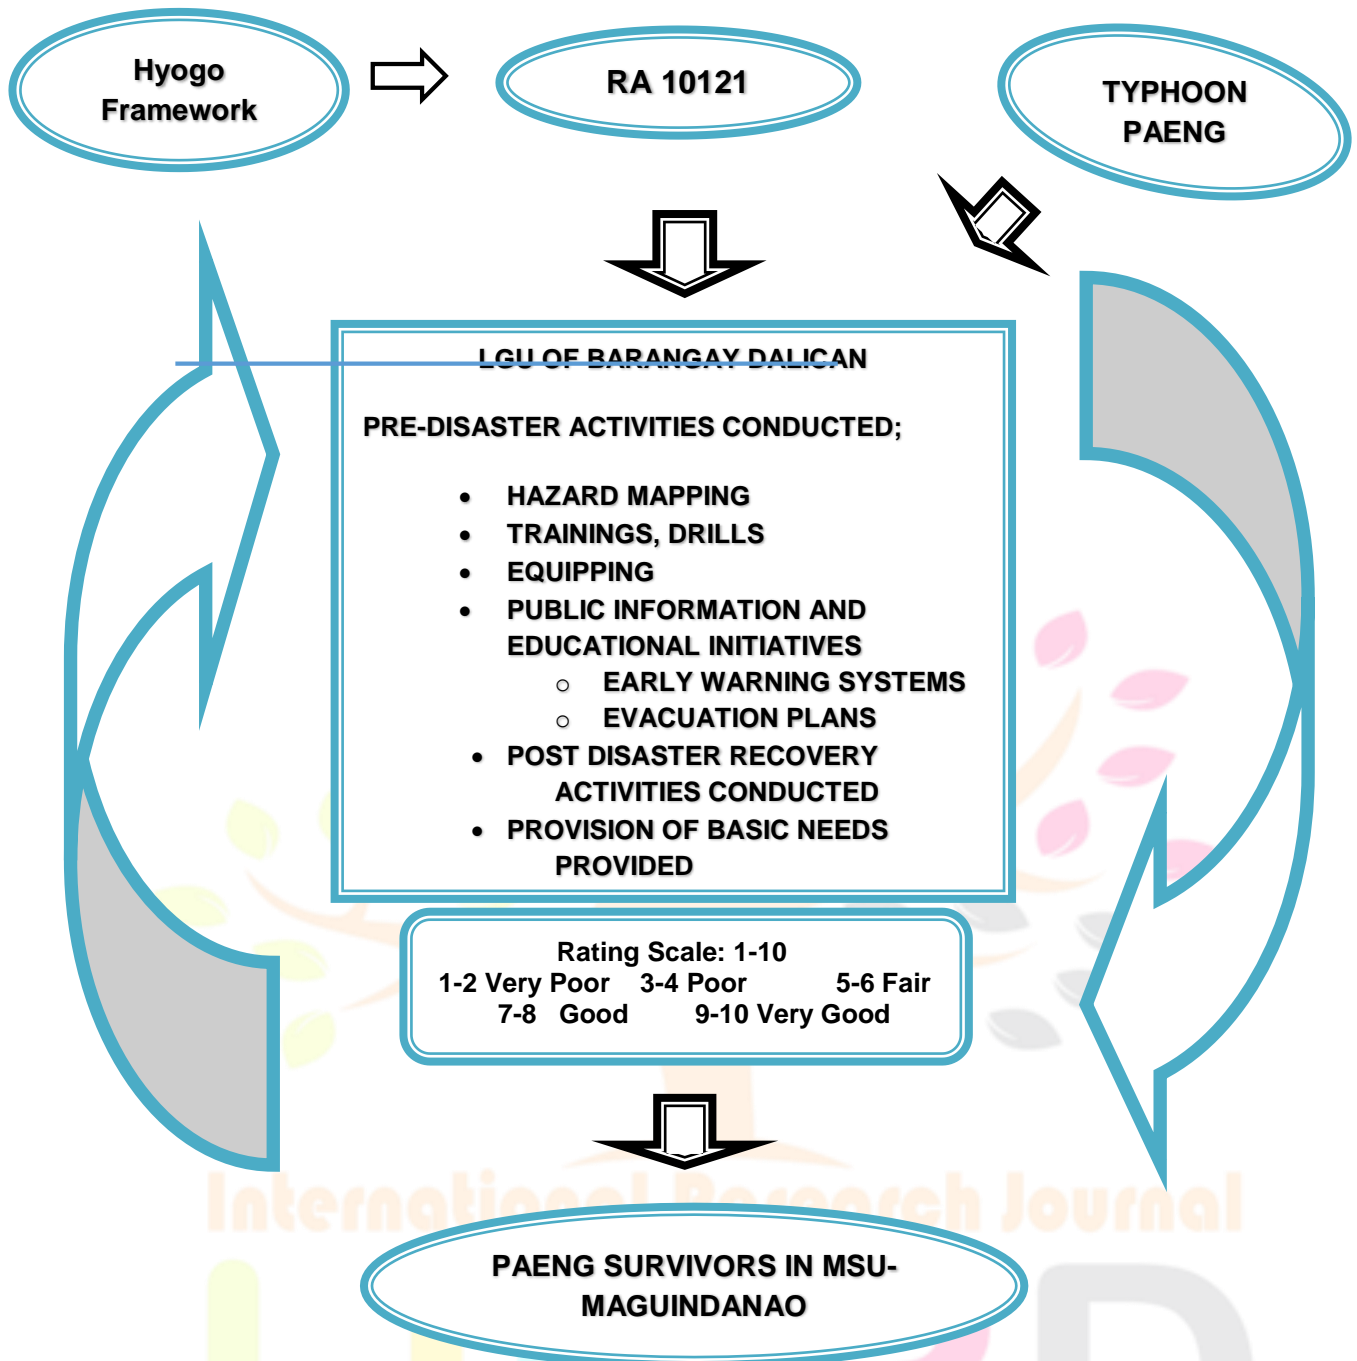 Hyogo
Framework
RA 10121
TYPHOON
PAENG
LGU OF BARANGAY DALICAN
PRE-DISASTER ACTIVITIES CONDUCTED;
• HAZARD MAPPING
• TRAININGS, DRILLS
• EQUIPPING
• PUBLIC INFORMATION AND
EDUCATIONAL INITIATIVES
o EARLY WARNING SYSTEMS
o EVACUATION PLANS
• POST DISASTER RECOVERY
ACTIVITIES CONDUCTED
• PROVISION OF BASIC NEEDS
PROVIDED
Rating Scale: 1-10
1-2 Very Poor 3-4 Poor 5-6 Fair
7-8 Good 9-10 Very Good
International Research Journal
PAENG SURVIVORS IN MSU-
MAGUINDANAO